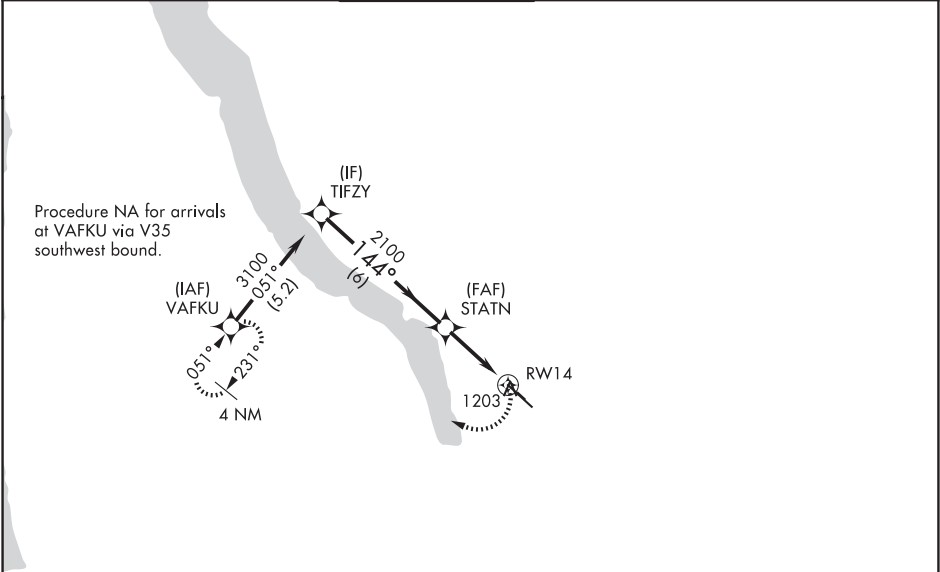 (IF)
TIFZY
Procedure NA for arrivals
at VAFKU via V35
southwest bound.
2100
144°
(6)
3100
051°
(5.2)
(IAF)
VAFKU
(FAF)
STATN
051°
231°
4 NM
RW14
1203